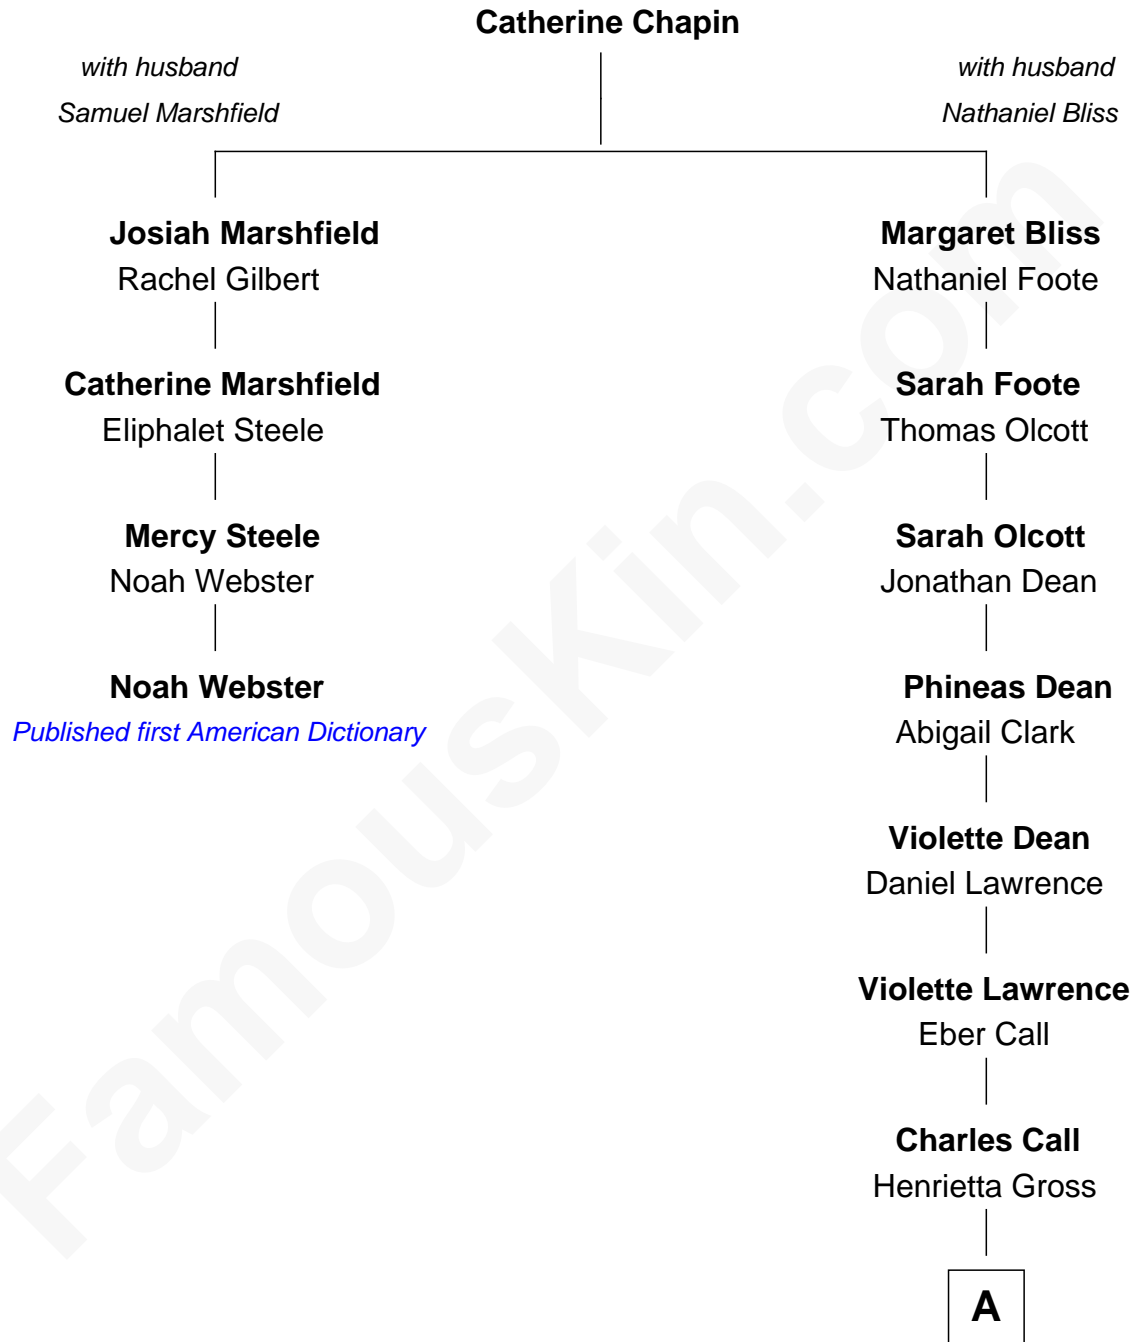 Catherine Chapin
with husband
Samuel Marshfield
with husband
Nathaniel Bliss
Josiah Marshfield
Rachel Gilbert
Margaret Bliss
Nathaniel Foote
Catherine Marshfield
Eliphalet Steele
Sarah Foote
Thomas Olcott
Mercy Steele
Noah Webster
Sarah Olcott
Jonathan Dean
Noah Webster
Published first American Dictionary
Phineas Dean
Abigail Clark
Violette Dean
Daniel Lawrence
Violette Lawrence
Eber Call
Charles Call
Henrietta Gross
A
FamousKin.com